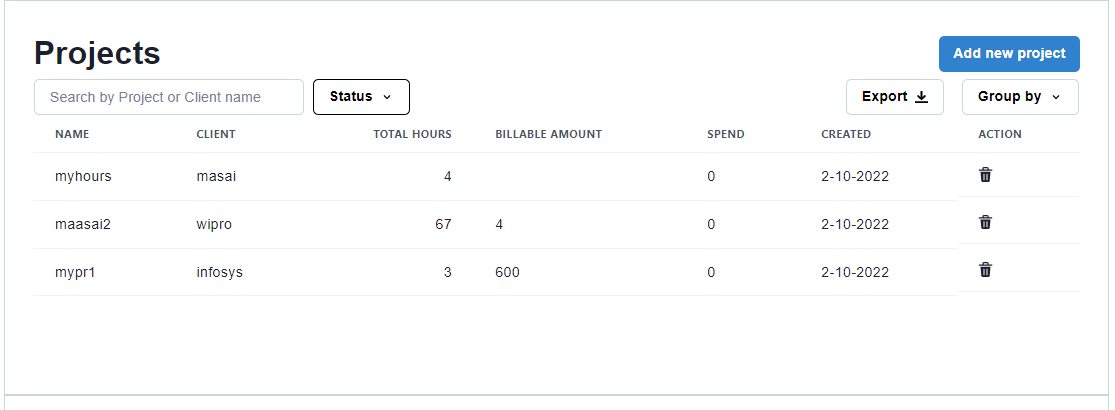 Projects
Add new project
Search by Project or Client name
Status
Export
Group by
NAME CLIENT TOTAL HOURS BILLABLE AMOUNT SPEND CREATED ACTION
myhours masai 4 0 2-10-2022
maasai2 wipro 67 4 0 2-10-2022
mypr1 infosys 3 600 0 2-10-2022